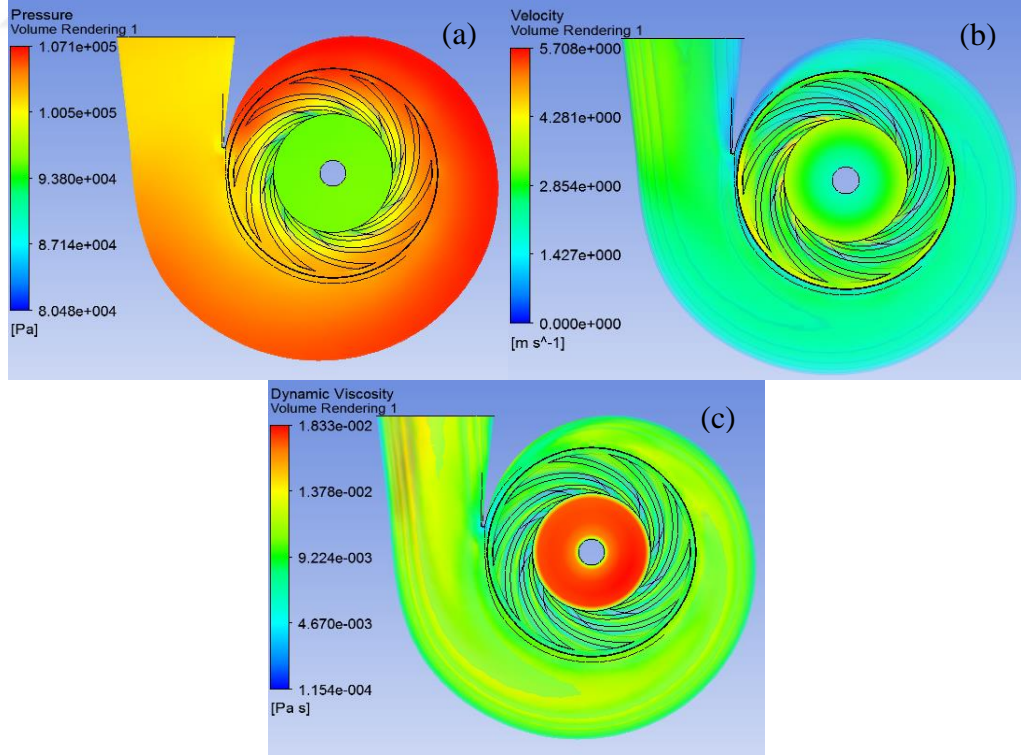 Pressure
Volume Rendering 1
(a)
1.071e+005
1.005e+005
9.380e+004
8.714e+004
8.048e+004
[Pa]
Velocity
Volume Rendering 1
(b)
5.708e+000
4.281e+000
2.854e+000
1.427e+000
0.000e+000
[m s^-1]
Dynamic Viscosity
Volume Rendering 1
(c)
1.833e-002
1.378e-002
9.224e-003
4.670e-003
1.154e-004
[Pa s]